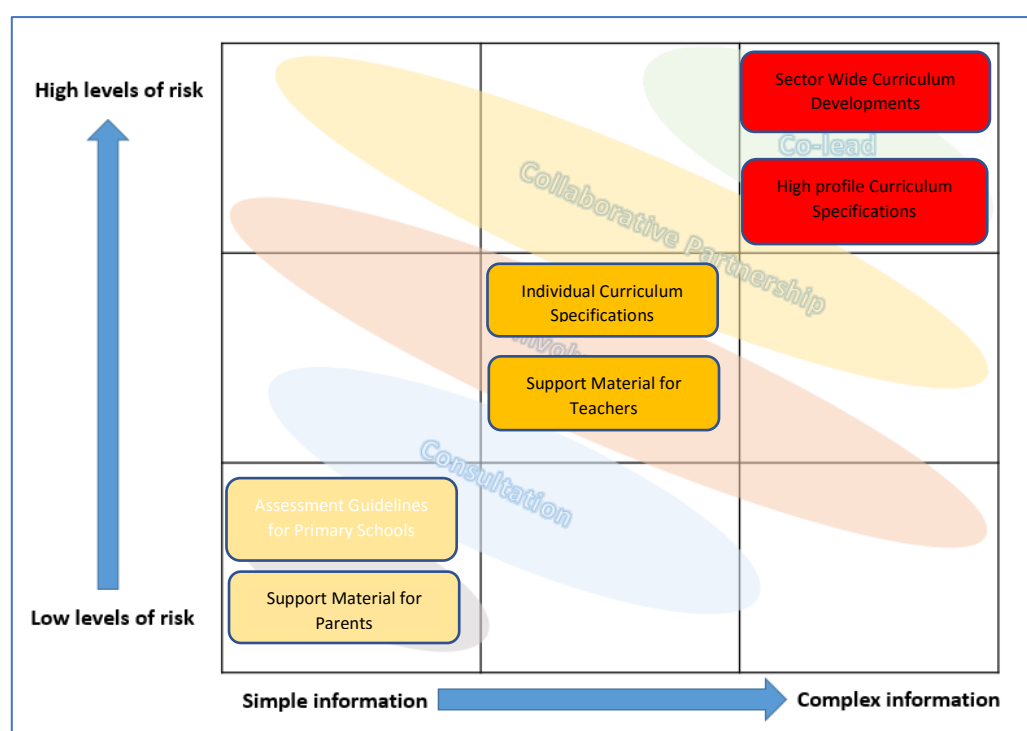 High levels of risk
Sector Wide Curriculum
Developments
Co-lead
High profile Curriculum
Specifications
Collaborative Partnership
Individual Curriculum
Specifications
Support Material for
Teachers
Consultation
Assessment Guidelines
for Primary Schools
Support Material for
Parents
Low levels of risk
Simple information
Complex information